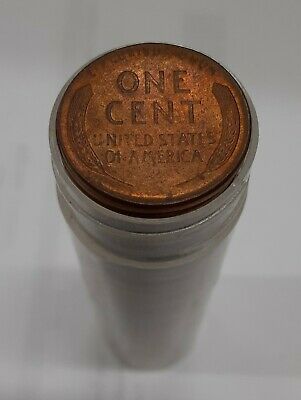 ONE
CENT
UNITED STATES
OF AMERICA